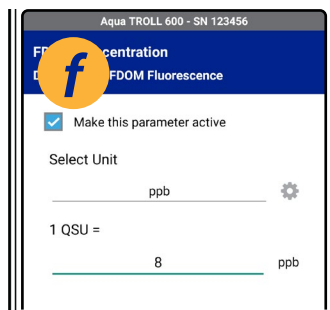 Aqua TROLL 600 - SN 123456
f
FDOM Fluorescence
Make this parameter active
Select Unit
ppb
1 QSU =
8 ppb